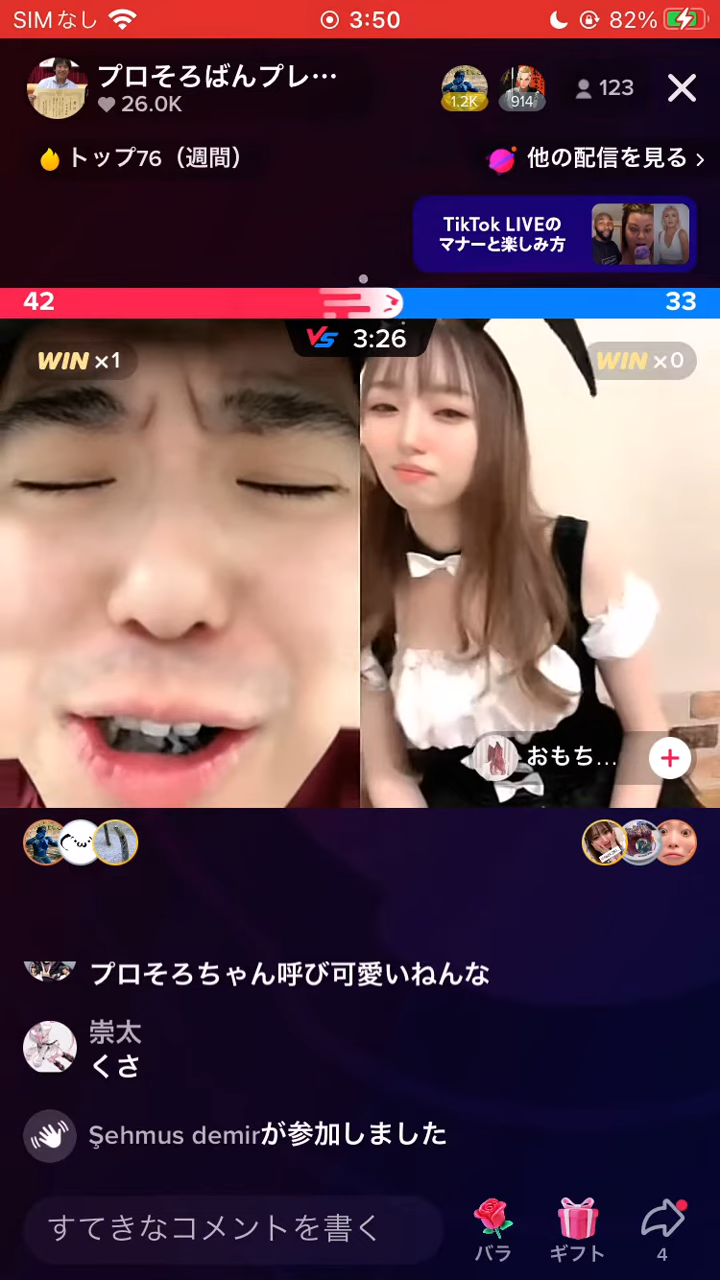 SIMなし 3:50 82%
プロそろばんプレ…
26.0K
1.2K
914
123
トップ76（週間）
他の配信を見る
TikTok LIVEの
マナーと楽しみ方
42
33
VS 3:26
WIN x1
WIN x0
おもち…
プロそろちゃん呼び可愛いねんな
崇太
くさ
Şehmus demirが参加しました
すてきなコメントを書く
バラ
ギフト
4